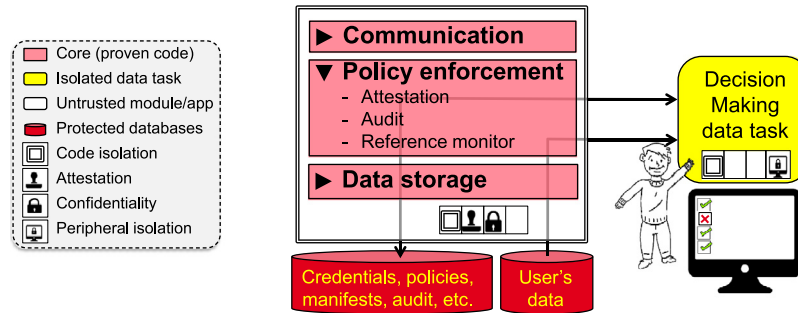 Core (proven code)
Isolated data task
Untrusted module/app
Protected databases
Code isolation
Attestation
Confidentiality
Peripheral isolation
▶ Communication
▼ Policy enforcement
- Attestation
- Audit
- Reference monitor
▶ Data storage
Credentials, policies,
manifests, audit, etc.
User's
data
Decision
Making
data task